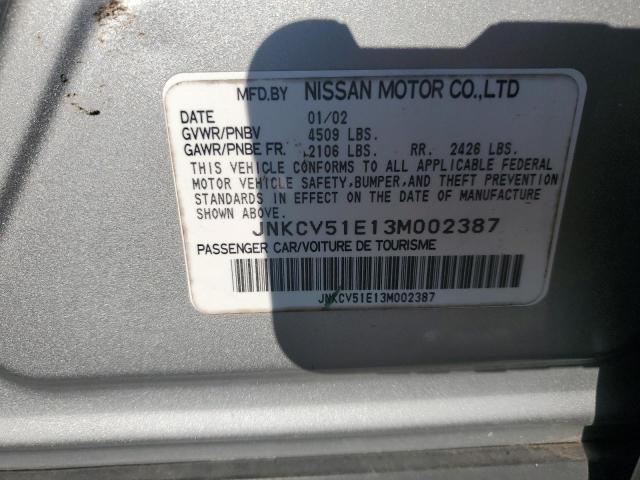 MFD.BY NISSAN MOTOR CO.,LTD
DATE 01/02
GVWR/PNBV 4509 LBS.
GAWR/PNBE FR. 2106 LBS. RR. 2426 LBS.
THIS VEHICLE CONFORMS TO ALL APPLICABLE FEDERAL
MOTOR VEHICLE SAFETY, BUMPER, AND THEFT PREVENTION
STANDARDS IN EFFECT ON THE DATE OF MANUFACTURE
SHOWN ABOVE.
JNKCV51E13M002387
PASSENGER CAR/VOITURE DE TOURISME
JNKCV51E13M002387